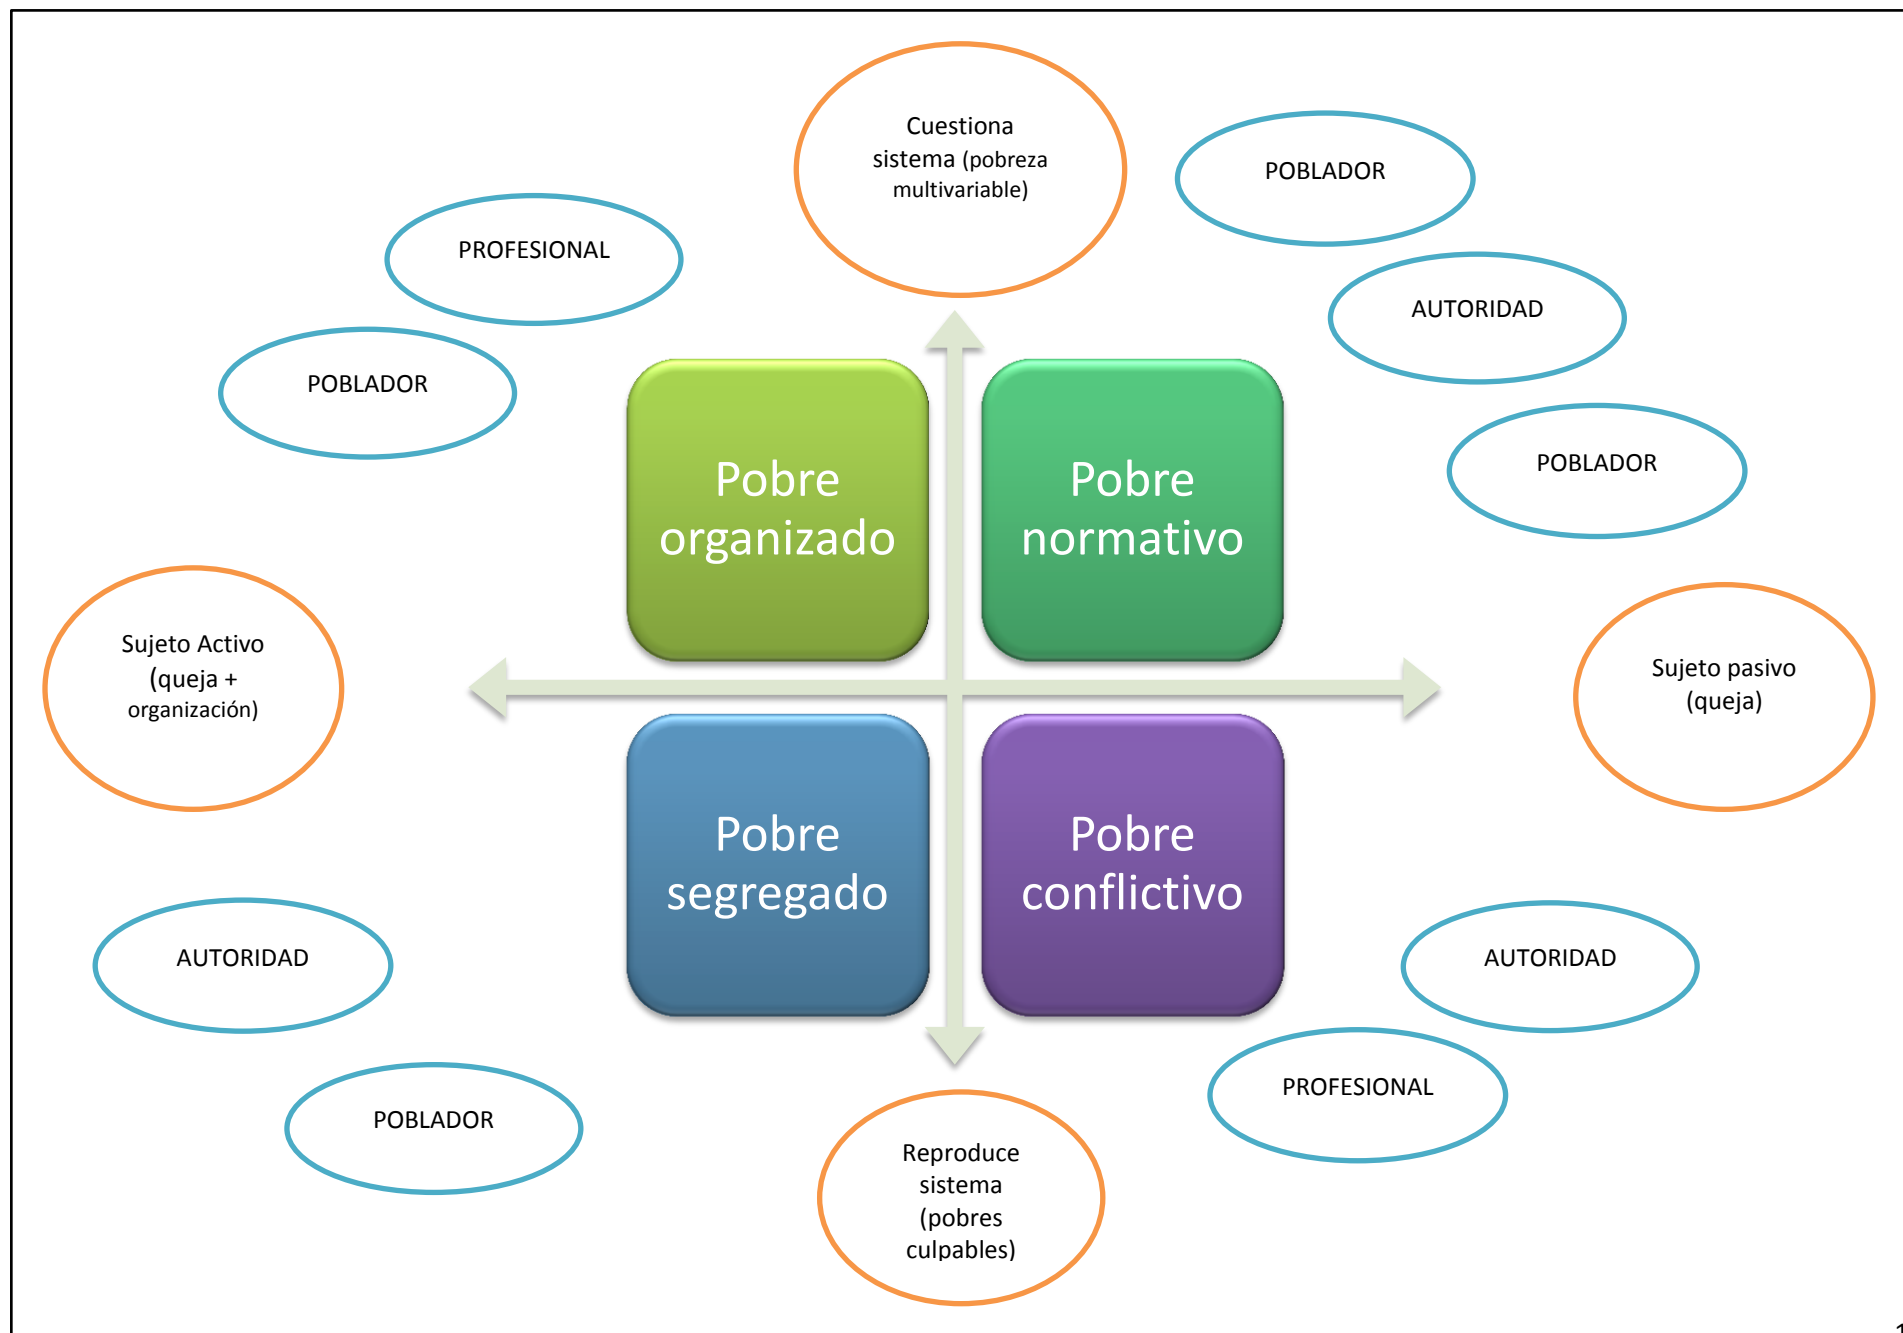 Cuestiona
sistema (pobreza
multivariable)
POBLADOR
PROFESIONAL
AUTORIDAD
POBLADOR
POBLADOR
Pobre
organizado
Pobre
normativo
Sujeto Activo
(queja +
organización)
Sujeto pasivo
(queja)
Pobre
segregado
Pobre
conflictivo
AUTORIDAD
AUTORIDAD
POBLADOR
PROFESIONAL
Reproduce
sistema
(pobres
culpables)
1